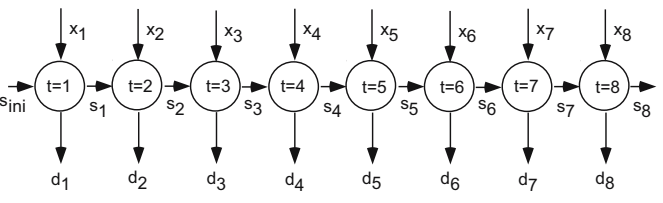 x1 x2 x3 x4 x5 x6 x7 x8
t=1 t=2 t=3 t=4 t=5 t=6 t=7 t=8
sini s1 s2 s3 s4 s5 s6 s7 s8
d1 d2 d3 d4 d5 d6 d7 d8